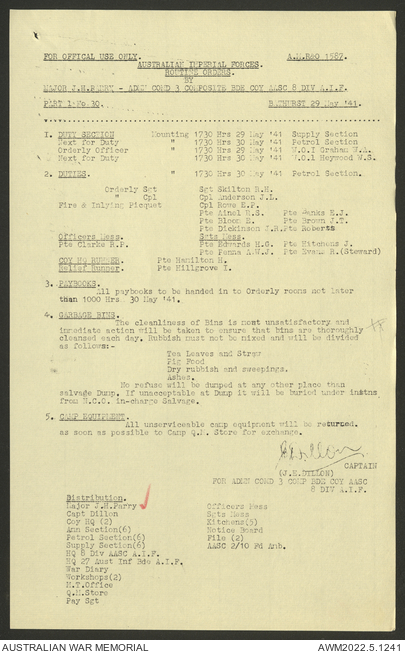 FOR OFFICAL USE ONLY. A.M.R&O 1587.
AUSTRALIAN IMPERIAL FORCES.
ROUTINE ORDERS.
BY
MAJOR J.H.PARRY - ADMN COMD 3 COMPOSITE BDE COY AASC 8 DIV A.I.F.
PART 1-No.30. BATHURST 29 May '41.
1. DUTY SECTION Mounting 1730 Hrs 29 May '41 Supply Section
Next for Duty " 1730 Hrs 30 May '41 Petrol Section
Orderly Officer " 1730 Hrs 29 May '41 W.O.I Graham W.A.
Next for Duty " 1730 Hrs 30 May '41 W.O.1 Heywood W.S.
2. DUTIES. " 1730 Hrs 30 May '41 Petrol Section.
Orderly Sgt Sgt Skilton R.H.
" Cpl Cpl Anderson J.L.
Fire & Inlying Picquet Cpl Rowe E.P.
Pte R.S. Pte Banks E.J.
Pte Bloom E. Pte Brown J.T.
Pte Dickinson J.R. Pte Roberts
Officers Mess. Sgts Mess.
Pte Clarke R.P. Pte Edwards H.G. Pte Hitchens J.
Pte Penna A.W.J. Pte Evans R.(Steward)
COY HQ RUNNER Pte Hamilton H.
Relief Runner. Pte Hillgrove I.
3. PAYBOOKS.
All paybooks to be handed in to Orderly rooms not later
than 1000 Hrs. 30 May '41.
4. GARBAGE BINS.
The cleanliness of Bins is most unsatisfactory and
immediate action will be taken to ensure that bins are thoroughly
cleansed each day. Rubbish must not be mixed and will be divided
as follows:-
Tea Leaves and Straw
Pig Food
Dry rubbish and sweepings.
Ashes.
No refuse will be dumped at any other place than
salvage Dump. If unacceptable at Dump it will be buried under instns
from N.C.O. in-charge Salvage.
5. CAMP EQUIPMENT.
All unserviceable camp equipment will be returned.
as soon as possible to Camp Q.M. Store for exchange.
CAPTAIN
(J.E.DILLON)
FOR ADMN COMD 3 COMP BDE COY AASC
8 DIV A.I.F.
Distribution.
Major J.H.Parry Officers Mess
Capt Dillon Sgts Mess
Coy HQ (2) Kitchens(3)
Amn Section(6) Notice Board
Petrol Section(6) File (2)
Supply Section(6) AASC 2/10 Fd Amb.
HQ 8 Div AASC A.I.F.
HQ 27 Aust Inf Bde A.I.F.
War Diary
Workshops(2)
M.T.Office
Q.M.Store
Pay Sgt
AUSTRALIAN WAR MEMORIAL AWM2022.5.1241